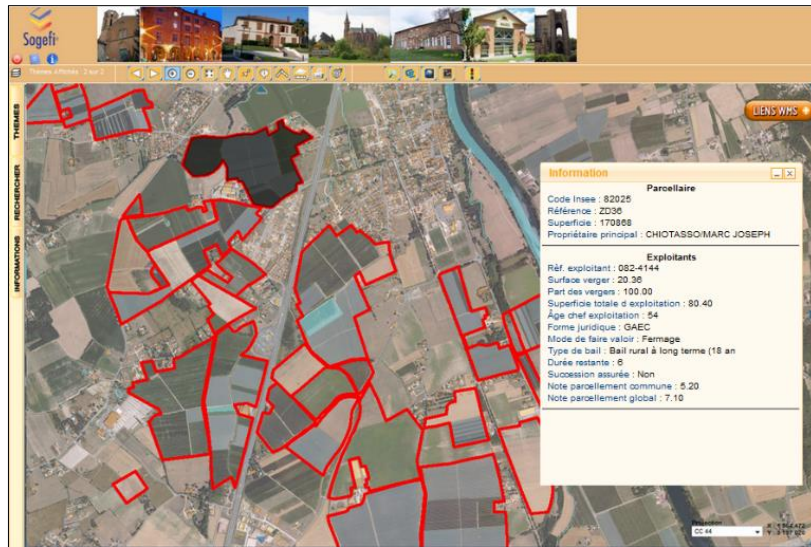 Sogefi
Thèmes Affichés : 2 sur 2
THEMES
RECHERCHER
INFORMATIONS
LIENS WMS
Information
Parcellaire
Code Insee : 82025
Référence : ZD36
Superficie : 170868
Propriétaire principal : CHIOTASSO/MARC JOSEPH
Exploitants
Réf. exploitant : 082-4144
Surface verger : 20.36
Part des vergers : 100.00
Superficie totale d exploitation : 80.40
Âge chef exploitation : 54
Forme juridique : GAEC
Mode de faire valoir : Fermage
Type de bail : Bail rural à long terme (18 an
Durée restante : 6
Succession assurée : Non
Note parcellement commune : 5.20
Note parcellement global : 7.10
Projection
CC 44